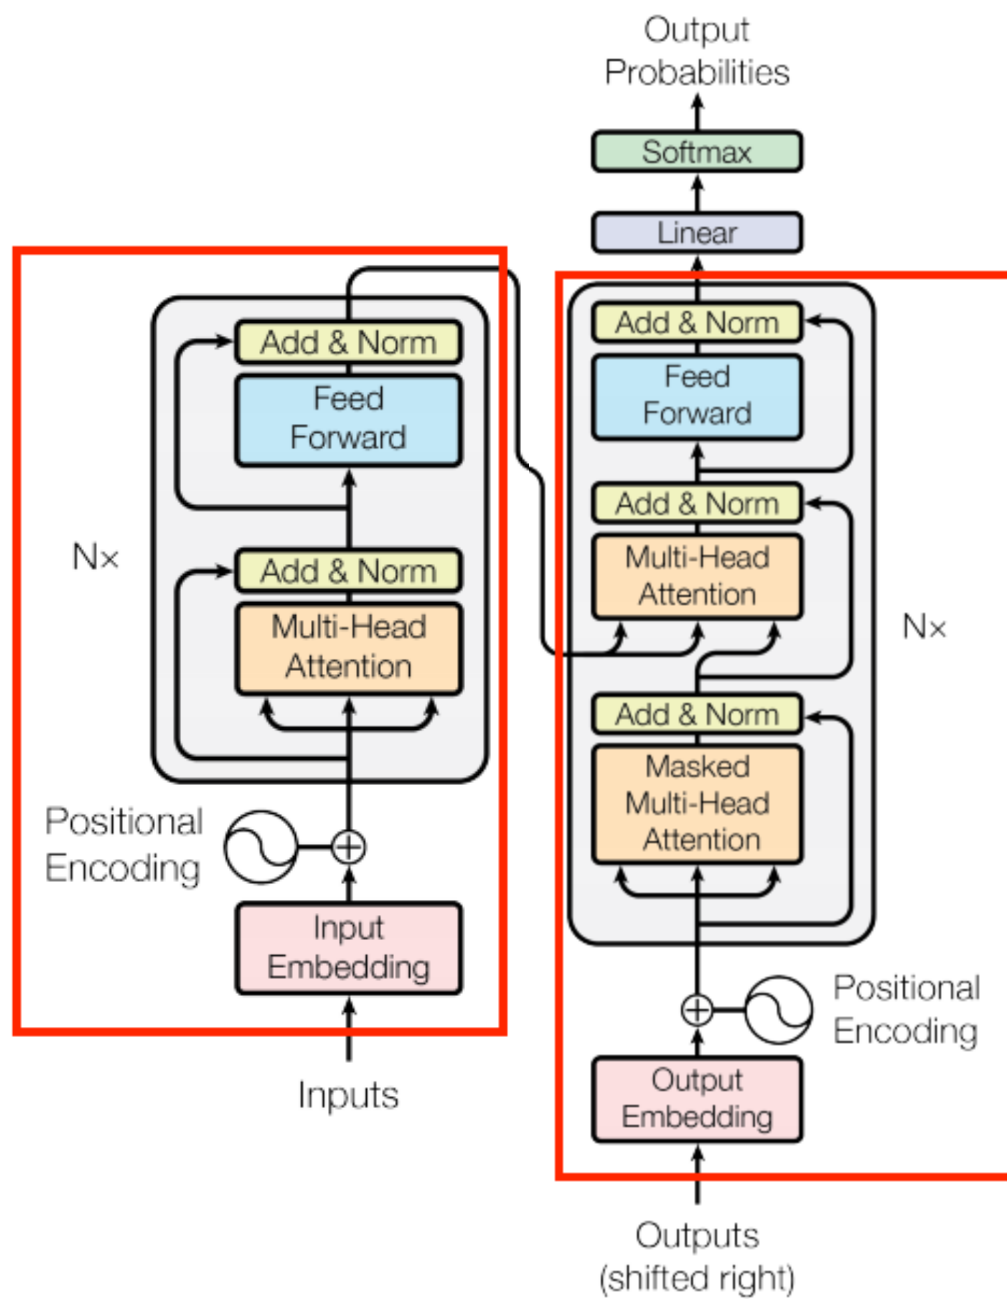 Output
Probabilities
Softmax
Linear
Add & Norm
Feed
Forward
Add & Norm
Multi-Head
Attention
Nx
Add & Norm
Masked
Multi-Head
Attention
Positional
Encoding
Output
Embedding
Outputs
(shifted right)
Add & Norm
Feed
Forward
N×
Add & Norm
Multi-Head
Attention
Positional
Encoding
Input
Embedding
Inputs